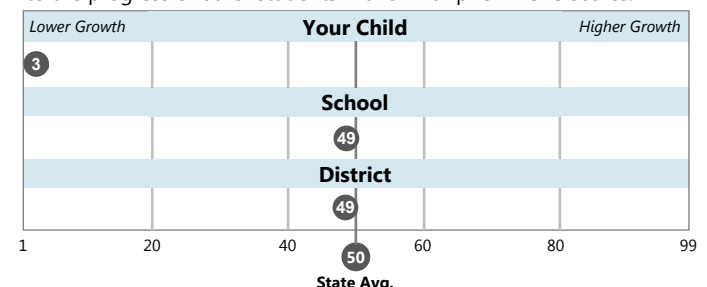 Lower Growth Your Child Higher Growth
3
School
49
District
49
1 20 40 60 80 99
50
State Avg.